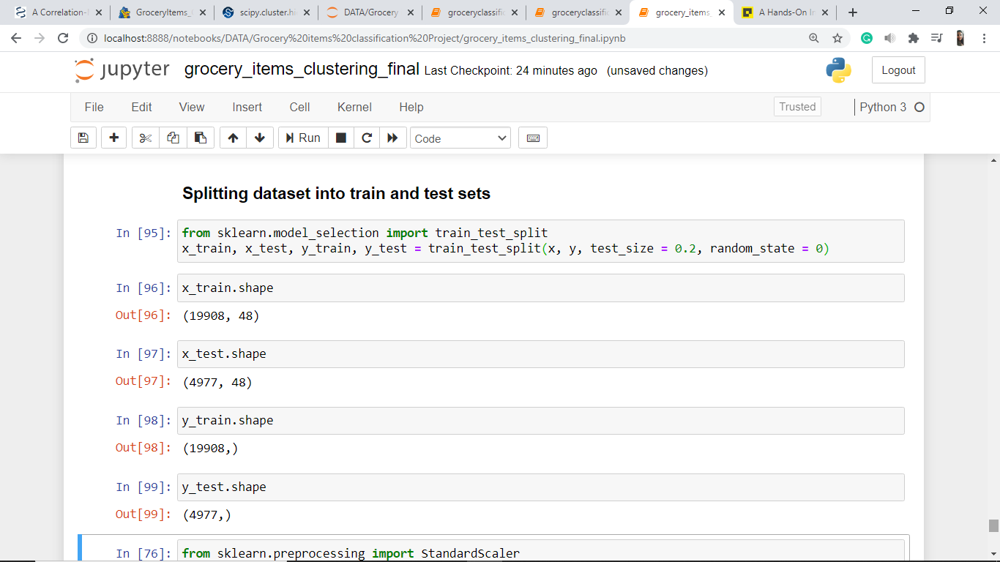 A Correlation-
GroceryItems_
scipy.cluster.hi
DATA/Grocery
groceryclassific
groceryclassific
grocery_items_
A Hands-On In
localhost:8888/notebooks/DATA/Grocery%20items%20classification%20Project/grocery_items_clustering_final.ipynb
jupyter grocery_items_clustering_final Last Checkpoint: 24 minutes ago (unsaved changes)
Logout
File Edit View Insert Cell Kernel Help
Trusted
Python 3
Run
Code
Splitting dataset into train and test sets
In [95]: from sklearn.model_selection import train_test_split
x_train, x_test, y_train, y_test = train_test_split(x, y, test_size = 0.2, random_state = 0)
In [96]: x_train.shape
Out[96]: (19908, 48)
In [97]: x_test.shape
Out[97]: (4977, 48)
In [98]: y_train.shape
Out[98]: (19908,)
In [99]: y_test.shape
Out[99]: (4977,)
In [76]: from sklearn.preprocessing import StandardScaler